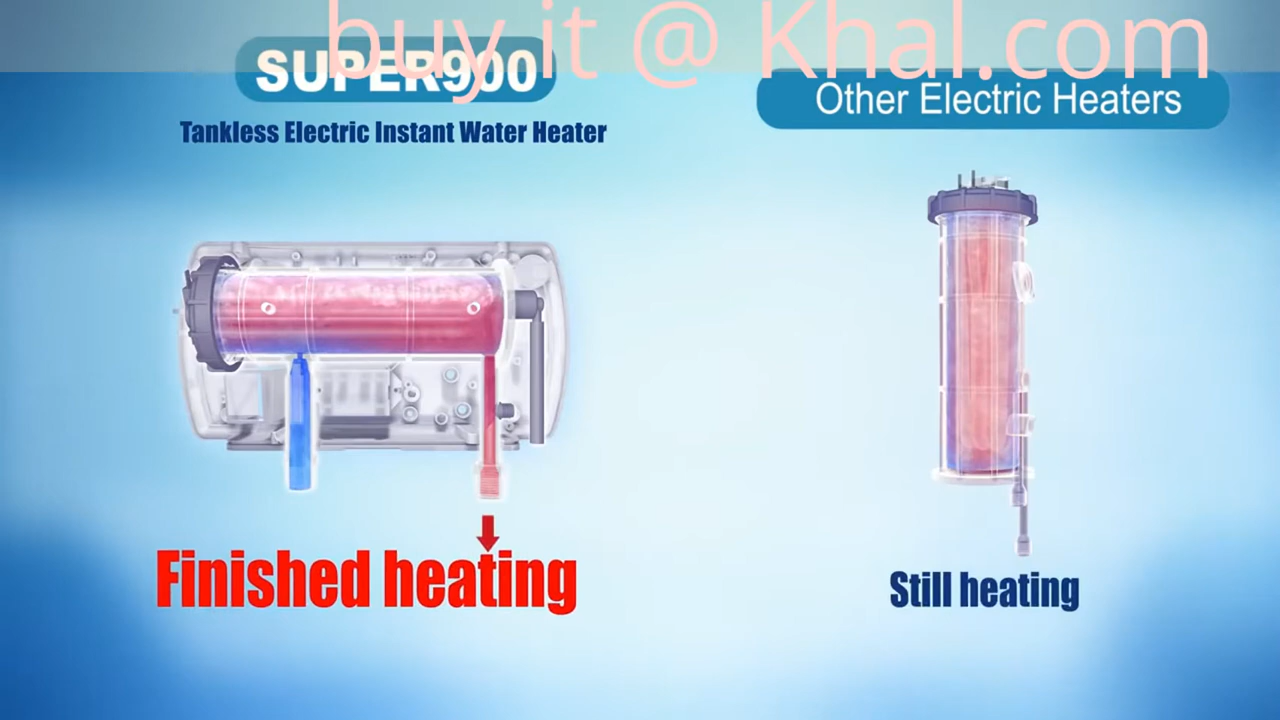 buy it @ Khal.com
SUPER900
Other Electric Heaters
Tankless Electric Instant Water Heater
Finished heating
Still heating